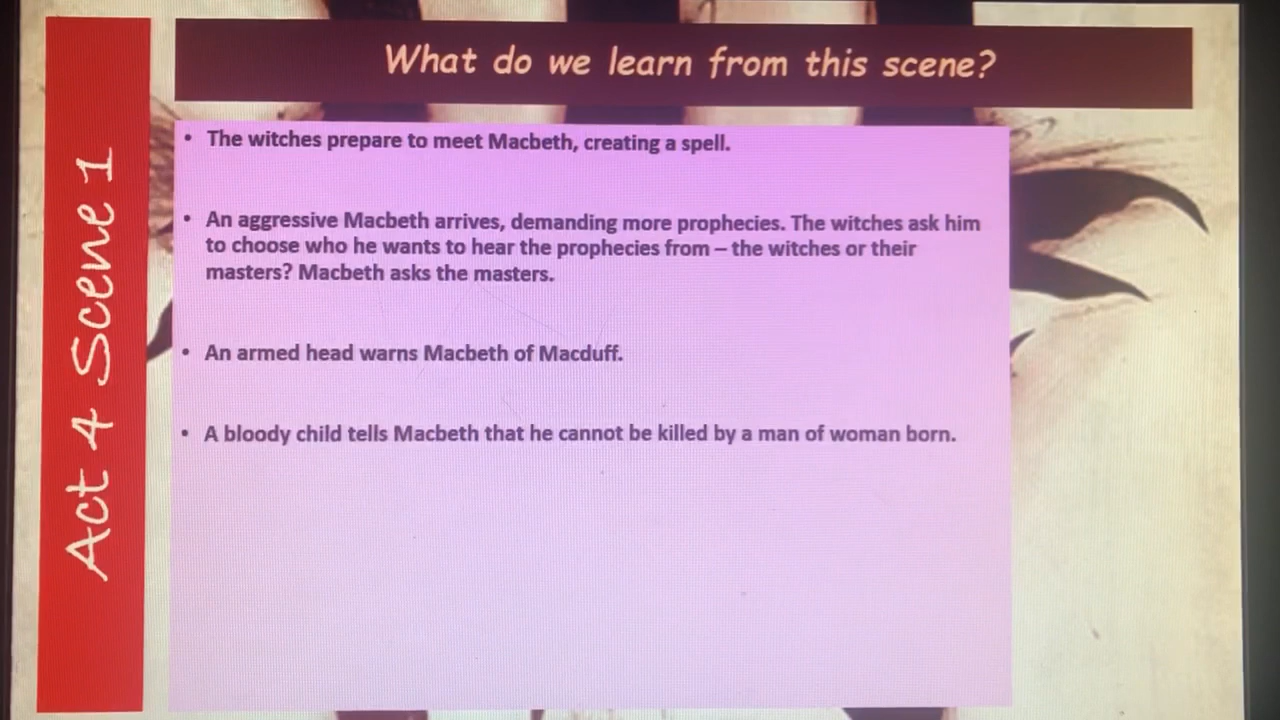 What do we learn from this scene?
Act 4 Scene 1
• The witches prepare to meet Macbeth, creating a spell.
• An aggressive Macbeth arrives, demanding more prophecies. The witches ask him
to choose who he wants to hear the prophecies from – the witches or their
masters? Macbeth asks the masters.
• An armed head warns Macbeth of Macduff.
• A bloody child tells Macbeth that he cannot be killed by a man of woman born.